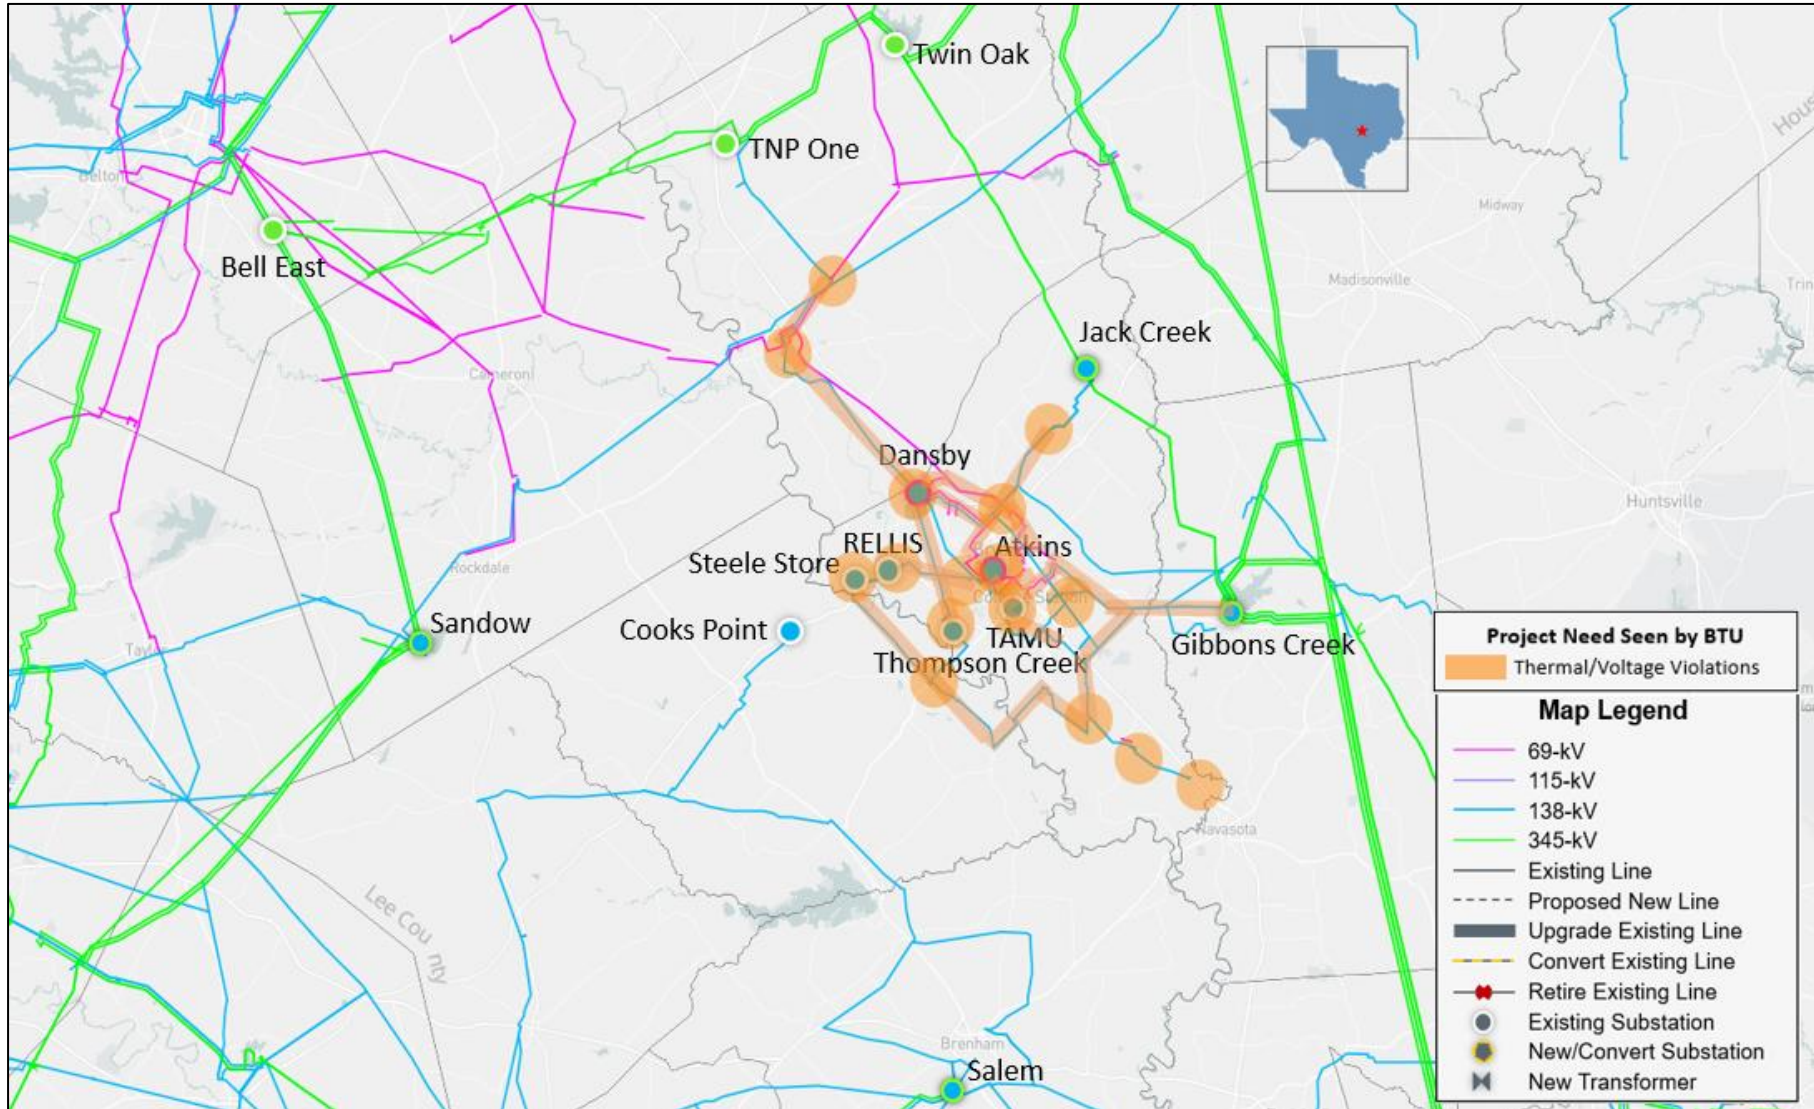 Twin Oak
TNP One
Hous
Belton
Midway
Bell East
Madisonville
Trin
Jack Creek
Cameron
Dansby
Huntsville
RELLIS
Atkins
Steele Store
Rockdale
Sandow
Cooks Point
TAMU
Gibbons Creek
Taylor
Thompson Creek
Navasota
Lee County
Brenham
Salem
Project Need Seen by BTU
Thermal/Voltage Violations
Map Legend
69-kV
115-kV
138-kV
345-kV
Existing Line
Proposed New Line
Upgrade Existing Line
Convert Existing Line
Retire Existing Line
Existing Substation
New/Convert Substation
New Transformer